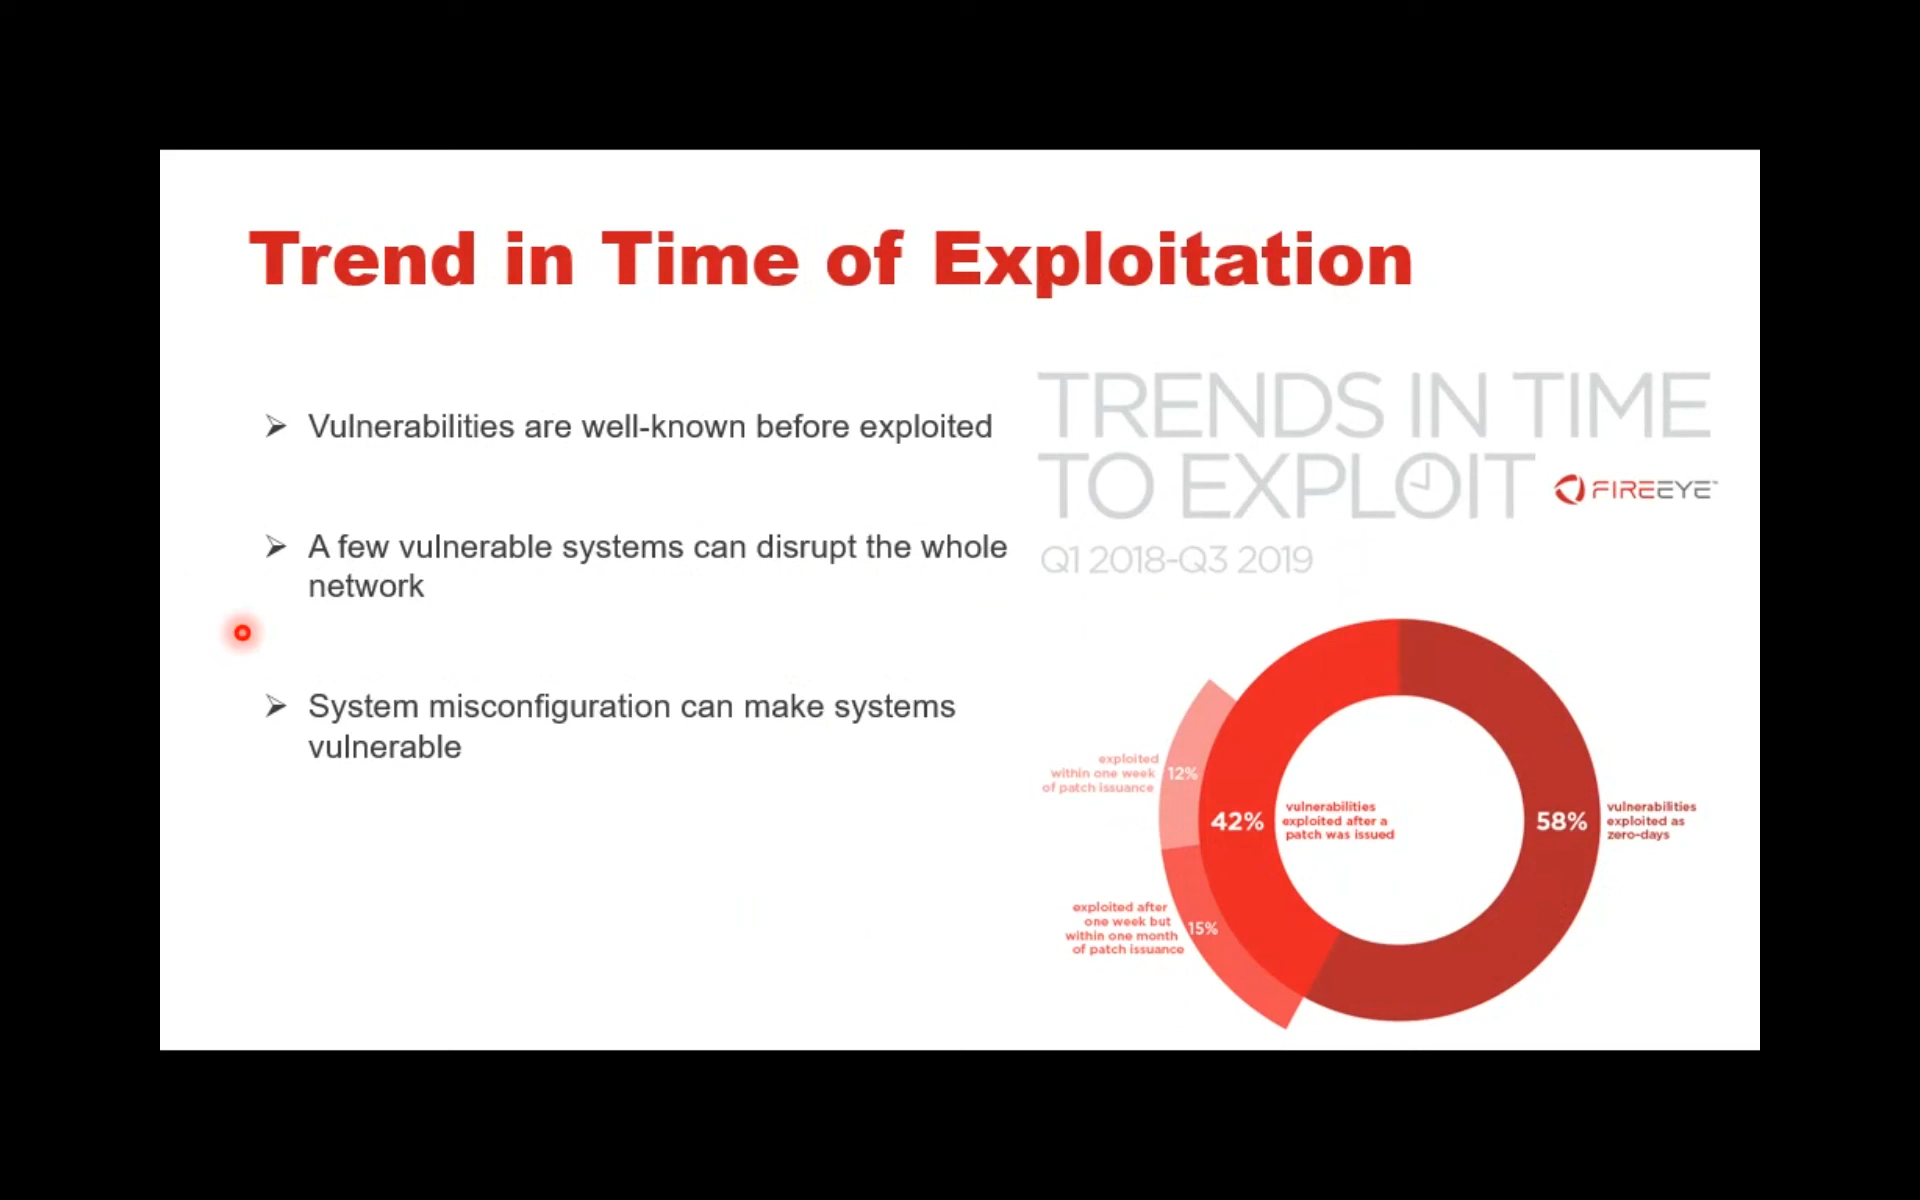 Trend in Time of Exploitation
Vulnerabilities are well-known before exploited
A few vulnerable systems can disrupt the whole
network
System misconfiguration can make systems
vulnerable
TRENDS IN TIME
TO EXPLOIT
FIREEYE™
Q1 2018-Q3 2019
exploited
within one week
of patch issuance
12%
42%
vulnerabilities
exploited after a
patch was issued
58%
vulnerabilities
exploited as
zero-days
exploited after
one week but
within one month
of patch issuance
15%